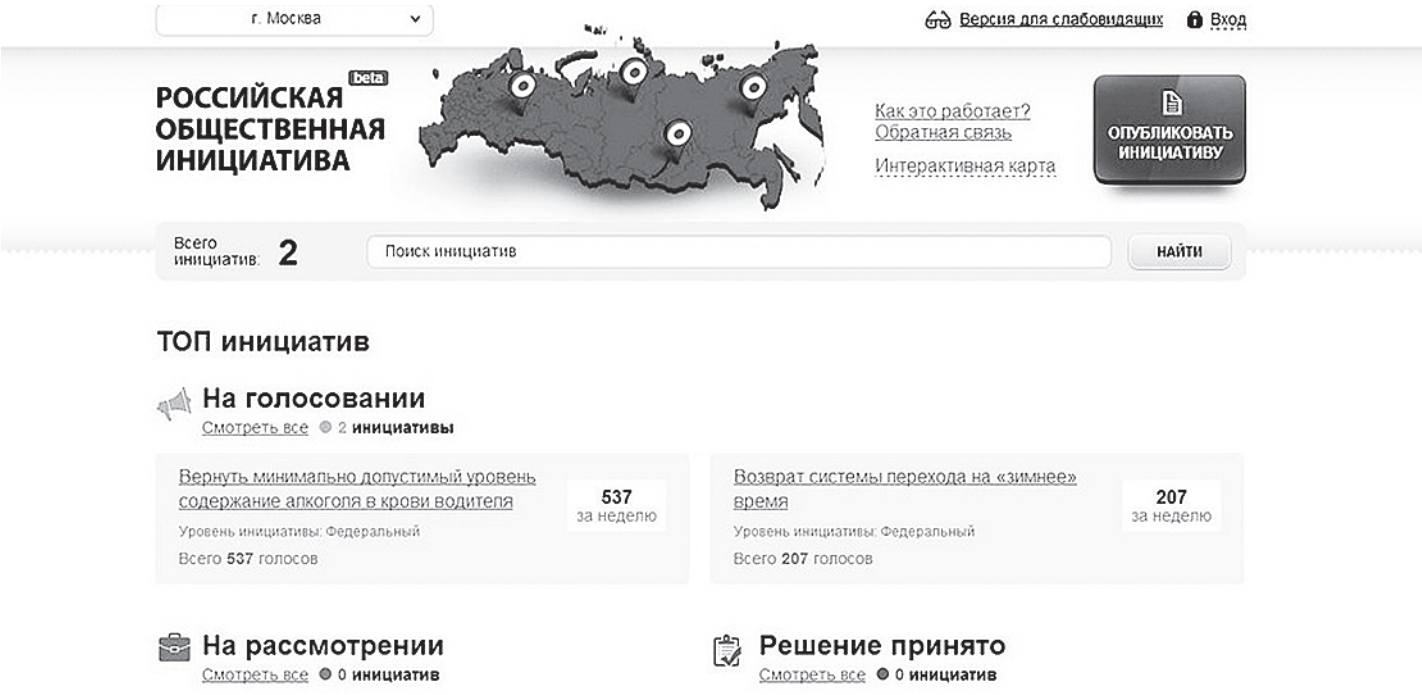 г. Москва
Версия для слабовидящих
Вход
beta
РОССИЙСКАЯ
ОБЩЕСТВЕННАЯ
ИНИЦИАТИВА
Как это работает?
Обратная связь
Интерактивная карта
ОПУБЛИКОВАТЬ
ИНИЦИАТИВУ
Всего
инициатив: 2
Поиск инициатив
НАЙТИ
ТОП инициатив
На голосовании
Смотреть все 2 инициативы
Вернуть минимально допустимый уровень
содержание алкоголя в крови водителя
537
за неделю
Уровень инициативы: Федеральный
Всего 537 голосов
Возврат системы перехода на «зимнее»
время
207
за неделю
Уровень инициативы: Федеральный
Всего 207 голосов
На рассмотрении
Смотреть все 0 инициатив
Решение принято
Смотреть все 0 инициатив